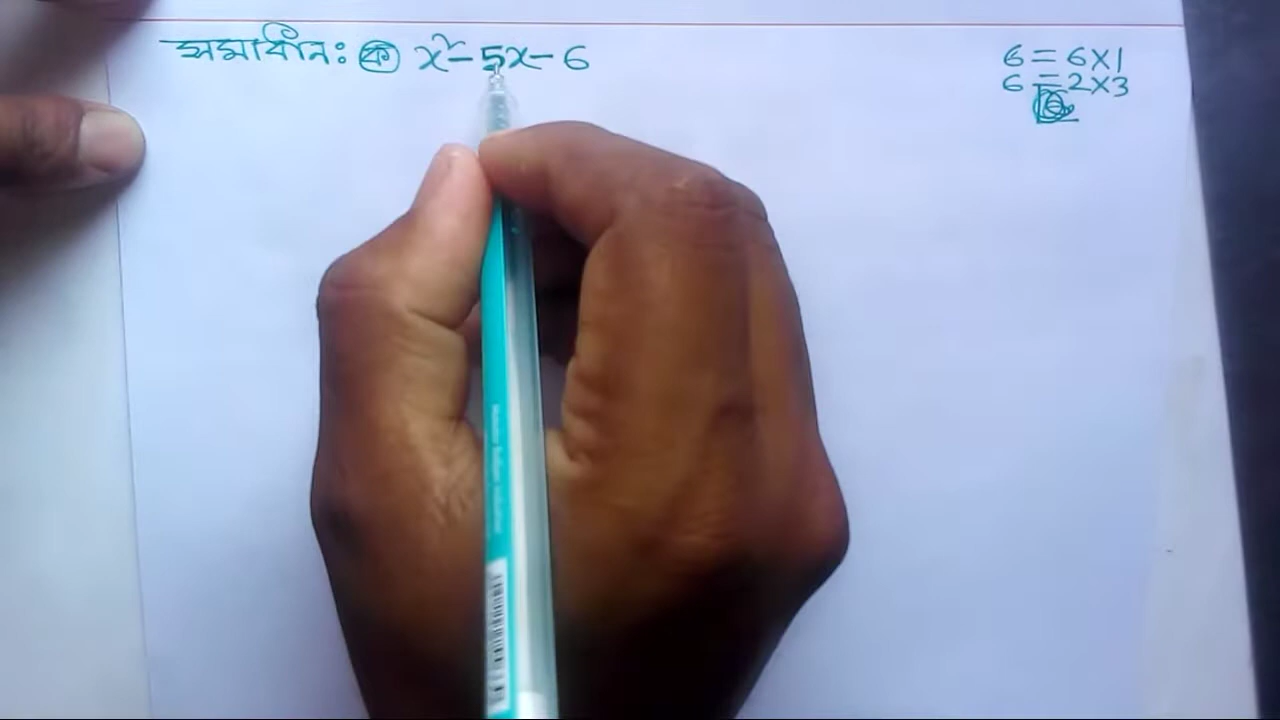 সমাধান: ক x² - 5x - 6
6 = 6×1
6 = 2×3